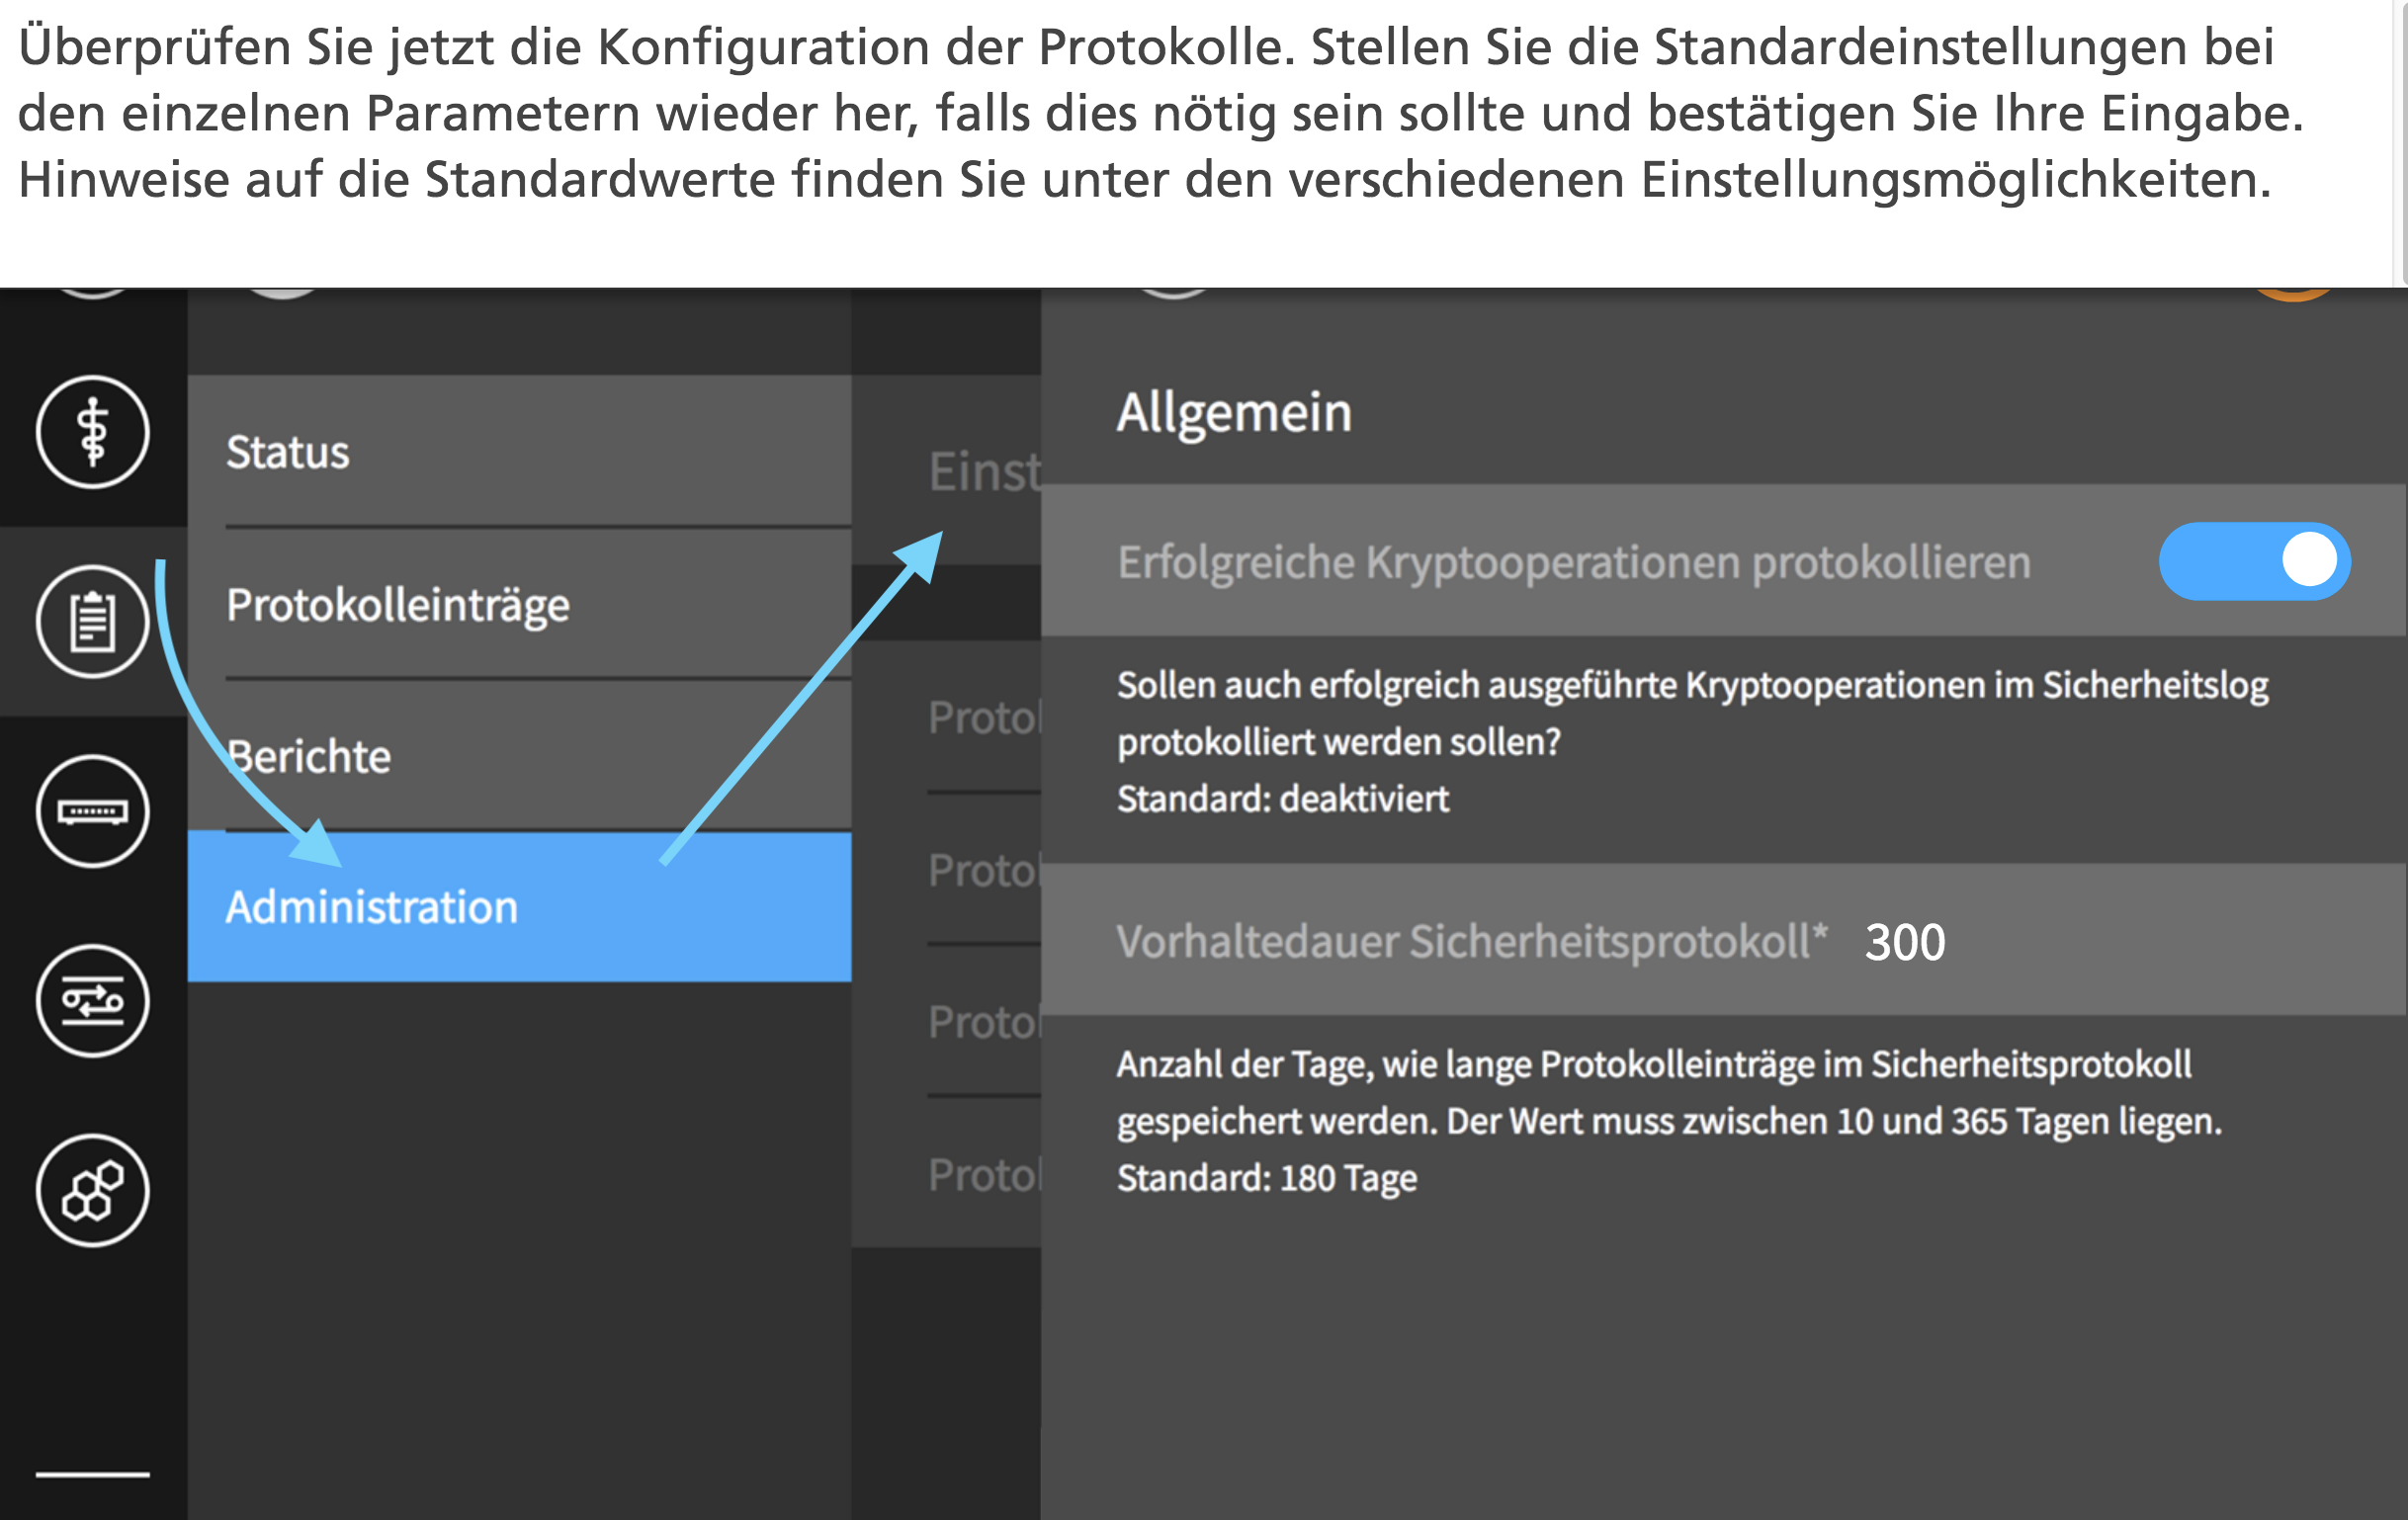 Überprüfen Sie jetzt die Konfiguration der Protokolle. Stellen Sie die Standardeinstellungen bei
den einzelnen Parametern wieder her, falls dies nötig sein sollte und bestätigen Sie Ihre Eingabe.
Hinweise auf die Standardwerte finden Sie unter den verschiedenen Einstellungsmöglichkeiten.
Status
Protokolleinträge
Berichte
Administration
Einst
Proto
Proto
Proto
Proto
Allgemein
Erfolgreiche Kryptooperationen protokollieren
Sollen auch erfolgreich ausgeführte Kryptooperationen im Sicherheitslog
protokolliert werden sollen?
Standard: deaktiviert
Vorhaltedauer Sicherheitsprotokoll* 300
Anzahl der Tage, wie lange Protokolleinträge im Sicherheitsprotokoll
gespeichert werden. Der Wert muss zwischen 10 und 365 Tagen liegen.
Standard: 180 Tage